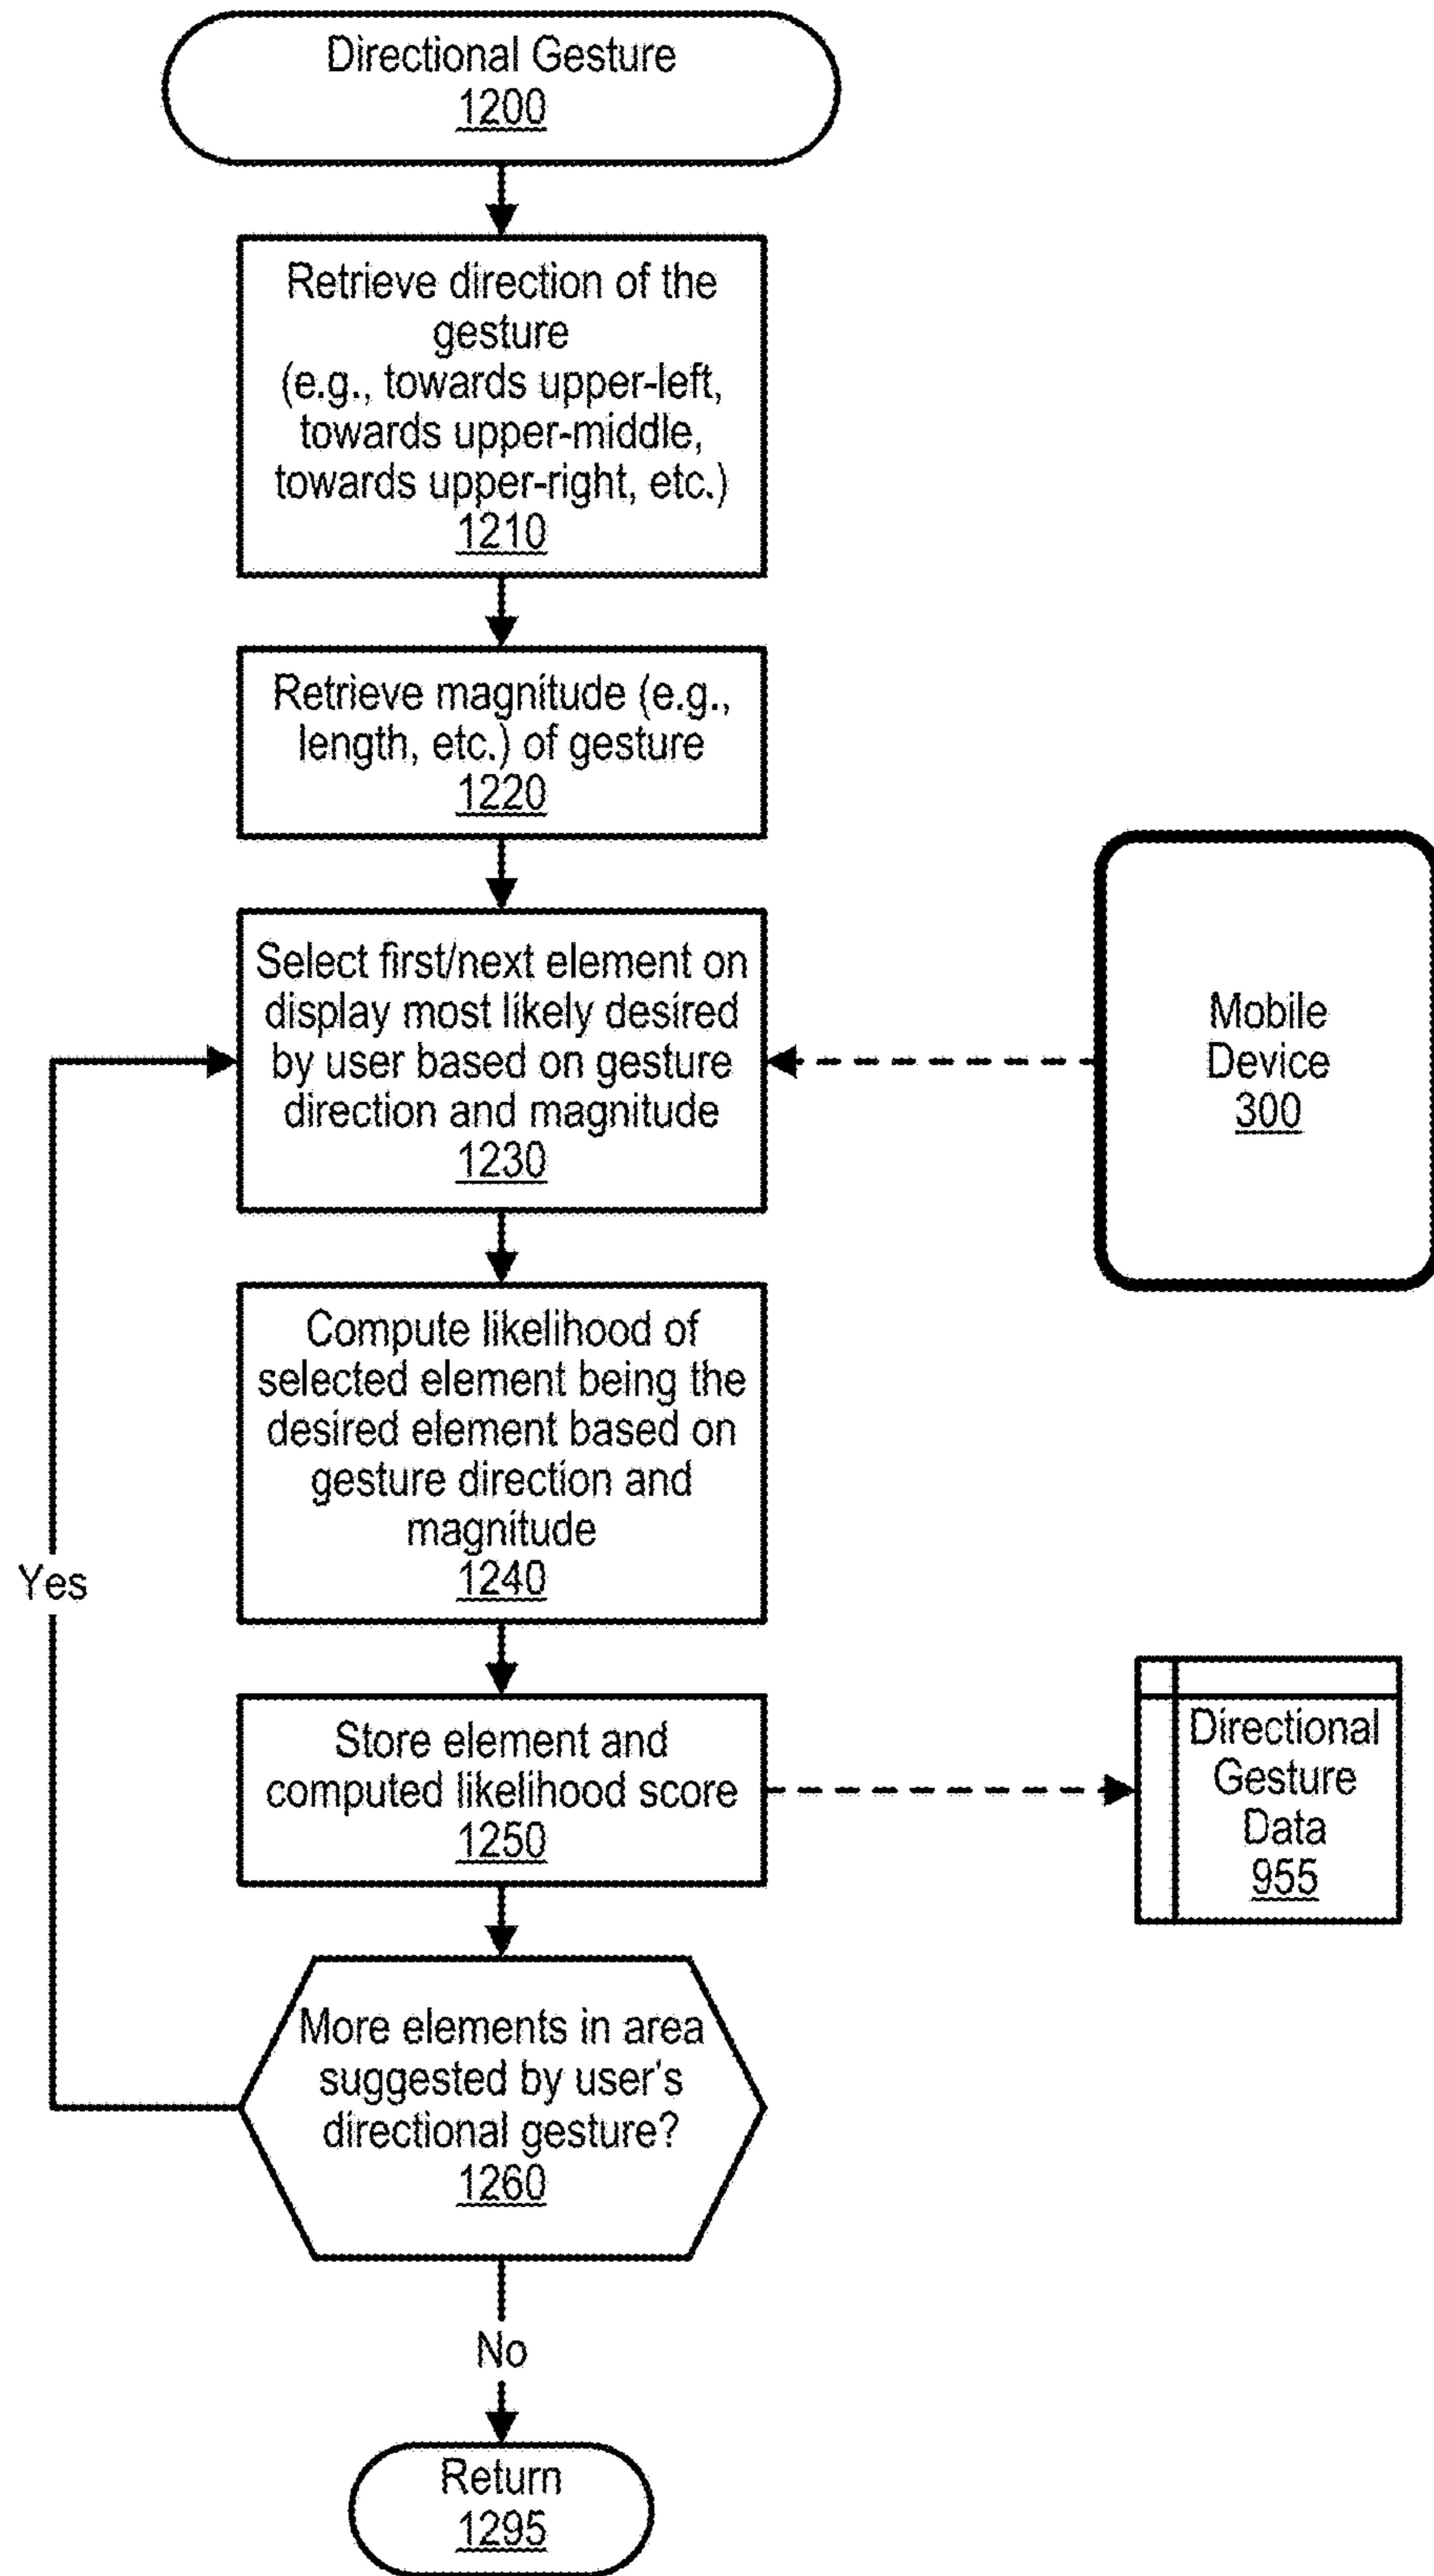 Directional Gesture
1200
Retrieve direction of the
gesture
(e.g., towards upper-left,
towards upper-middle,
towards upper-right, etc.)
1210
Retrieve magnitude (e.g.,
length, etc.) of gesture
1220
Select first/next element on
display most likely desired
by user based on gesture
direction and magnitude
1230
Mobile
Device
300
Compute likelihood of
selected element being the
desired element based on
gesture direction and
magnitude
1240
Yes
Store element and
computed likelihood score
1250
Directional
Gesture
Data
955
More elements in area
suggested by user's
directional gesture?
1260
No
Return
1295